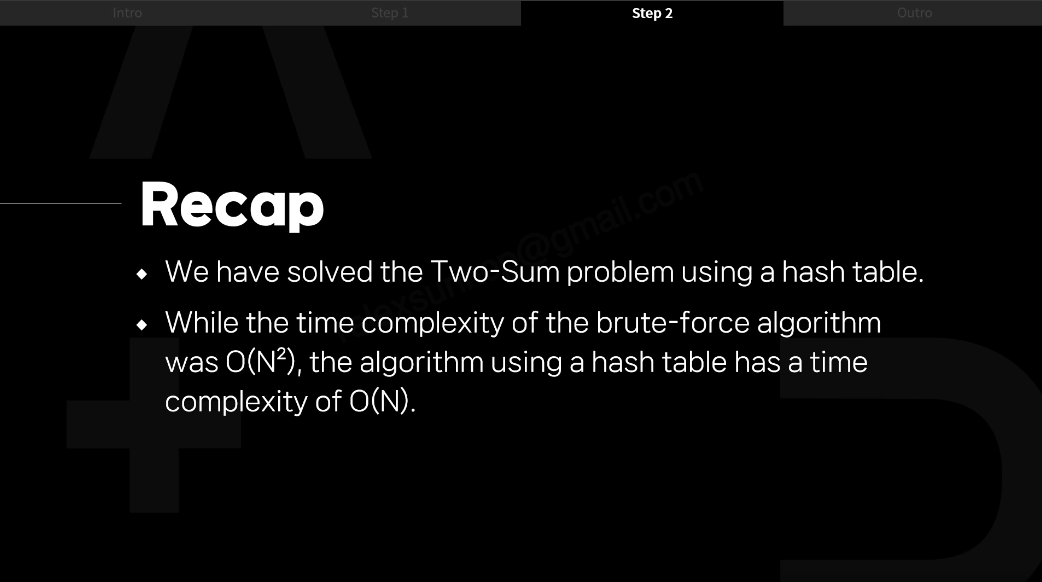 Intro
Step 1
Step 2
Outro
Recap
We have solved the Two-Sum problem using a hash table.
While the time complexity of the brute-force algorithm
was O(N²), the algorithm using a hash table has a time
complexity of O(N).